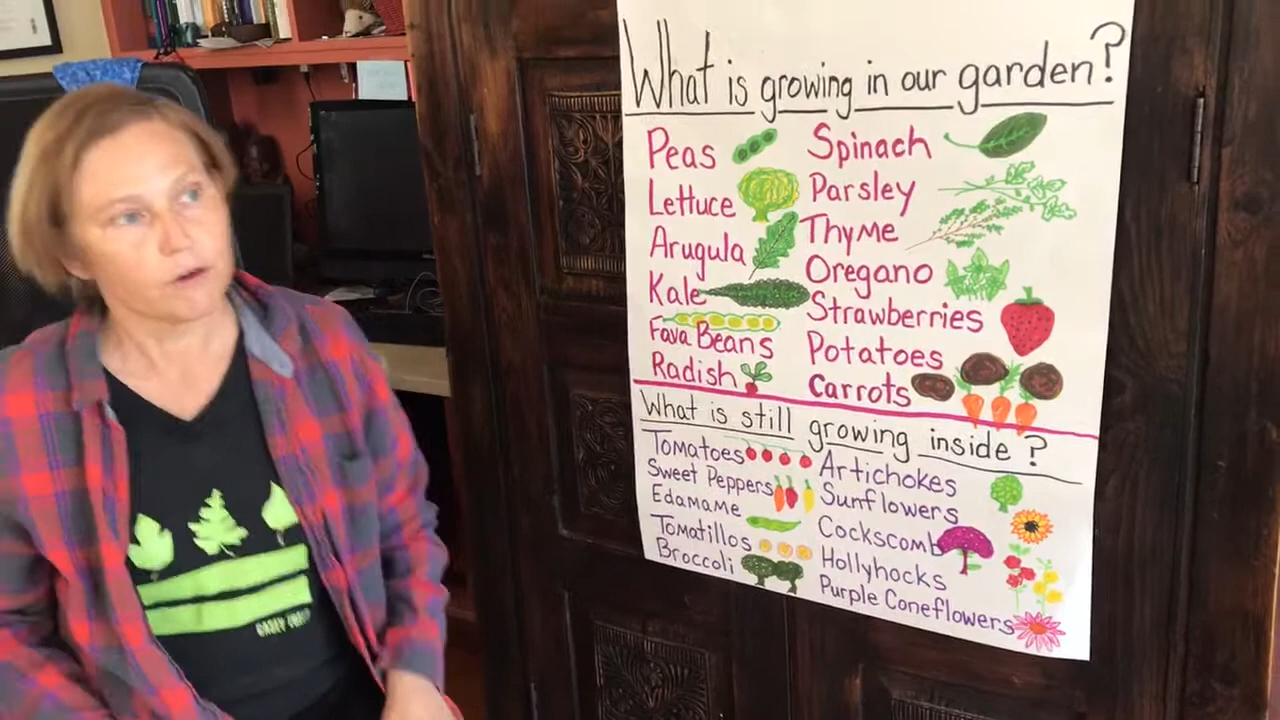 What is growing in our garden?
Peas
Lettuce
Arugula
Kale
Fava Beans
Radish
Spinach
Parsley
Thyme
Oregano
Strawberries
Potatoes
Carrots
What is still growing inside?
Tomatoes
Sweet Peppers
Edamame
Tomatillos
Broccoli
Artichokes
Sunflowers
Cockscomb
Hollyhocks
Purple Coneflowers
CASEY